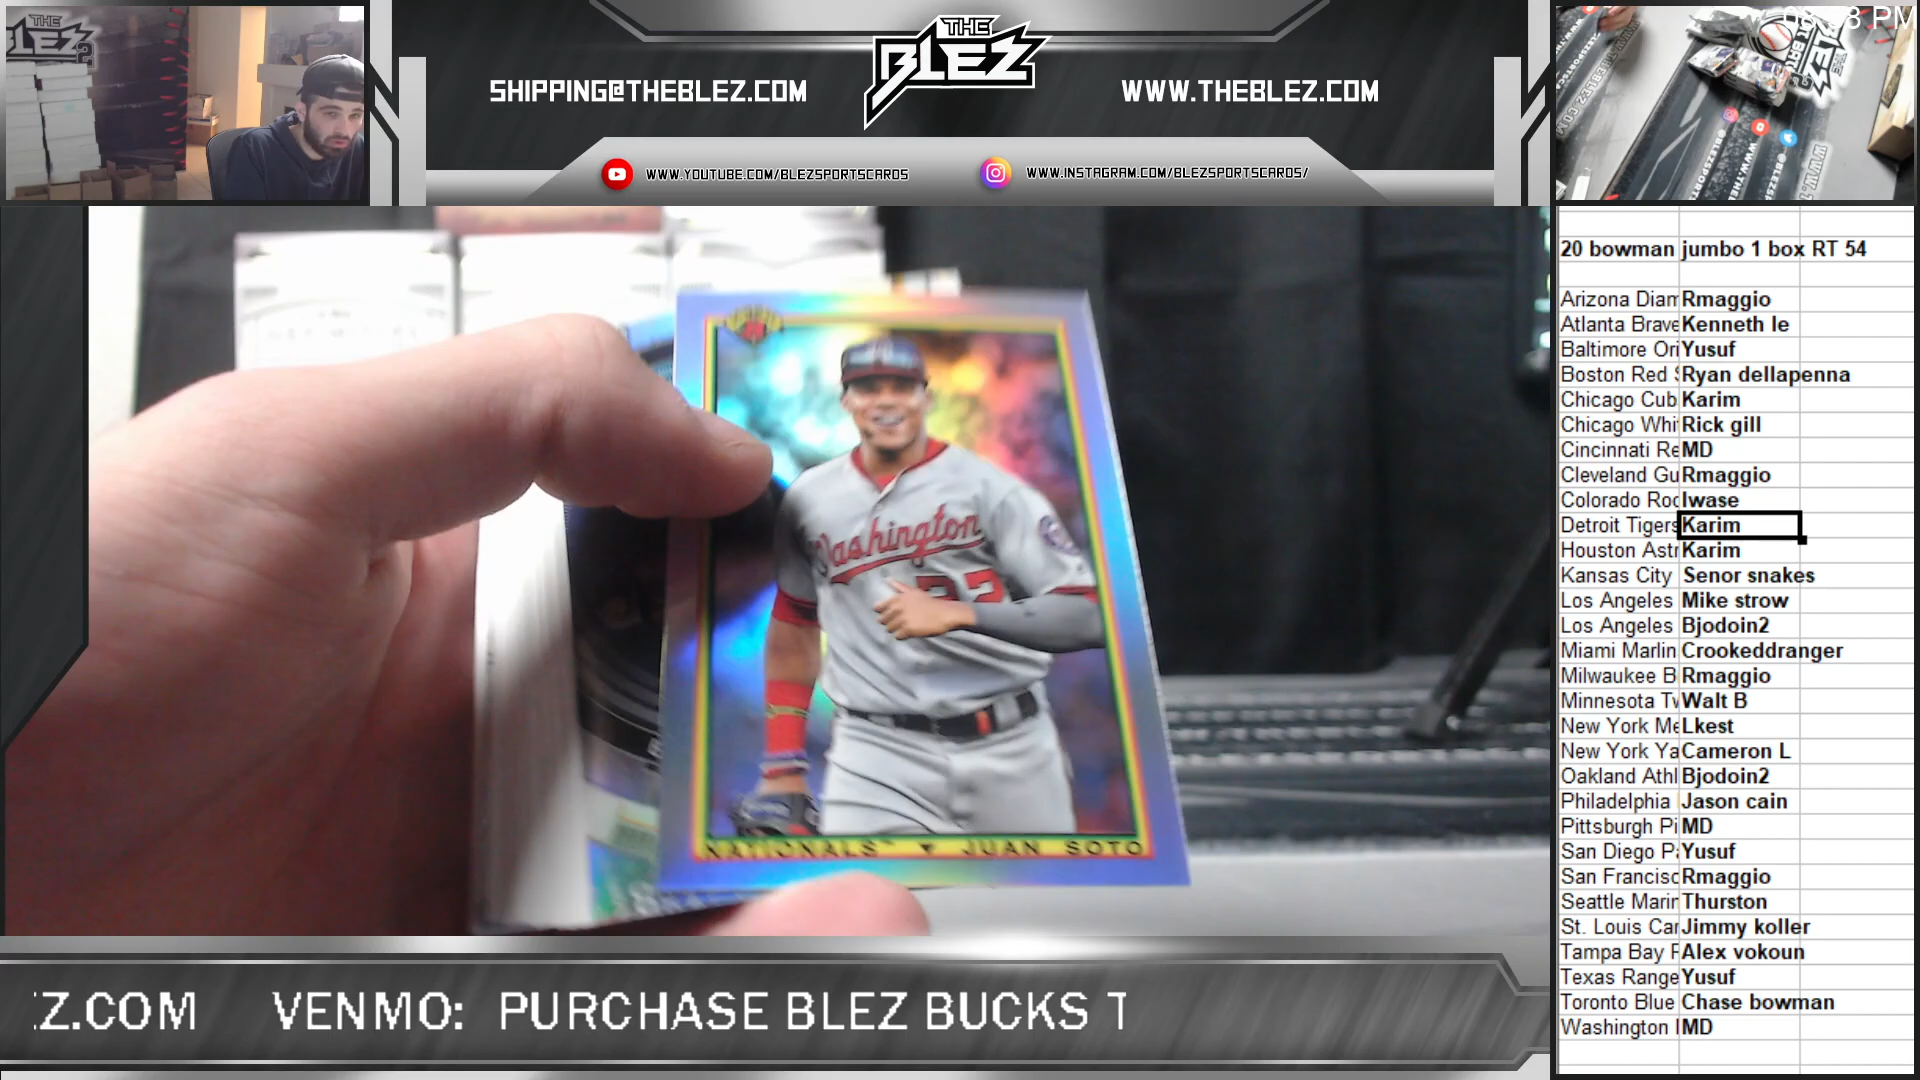 SHIPPING@THEBLEZ.COM
THE
BLEZ
WWW.THEBLEZ.COM
WWW.YOUTUBE.COM/BLEZSPORTSCARDS
WWW.INSTAGRAM.COM/BLEZSPORTSCARDS/
PM
20 bowman jumbo 1 box RT 54
Arizona Diam Rmaggio
Atlanta Brave Kenneth le
Baltimore Ori Yusuf
Boston Red Ryan dellapenna
Chicago Cub Karim
Chicago Whi Rick gill
Cincinnati Re MD
Cleveland Gu Rmaggio
Colorado Roc Iwase
Detroit Tigers Karim
Houston Astr Karim
Kansas City Senor snakes
Los Angeles Mike strow
Los Angeles Bjodoin2
Miami Marlin Crookeddranger
Milwaukee B Rmaggio
Minnesota Tw Walt B
New York Me Lkest
New York Ya Cameron L
Oakland Athl Bjodoin2
Philadelphia Jason cain
Pittsburgh Pi MD
San Diego Pa Yusuf
San Francisc Rmaggio
Seattle Marin Thurston
St. Louis Car Jimmy koller
Tampa Bay R Alex vokoun
Texas Range Yusuf
Toronto Blue Chase bowman
Washington MD
Washington
22
NATIONALS JUAN SOTO
EZ.COM VENMO: PURCHASE BLEZ BUCKS T